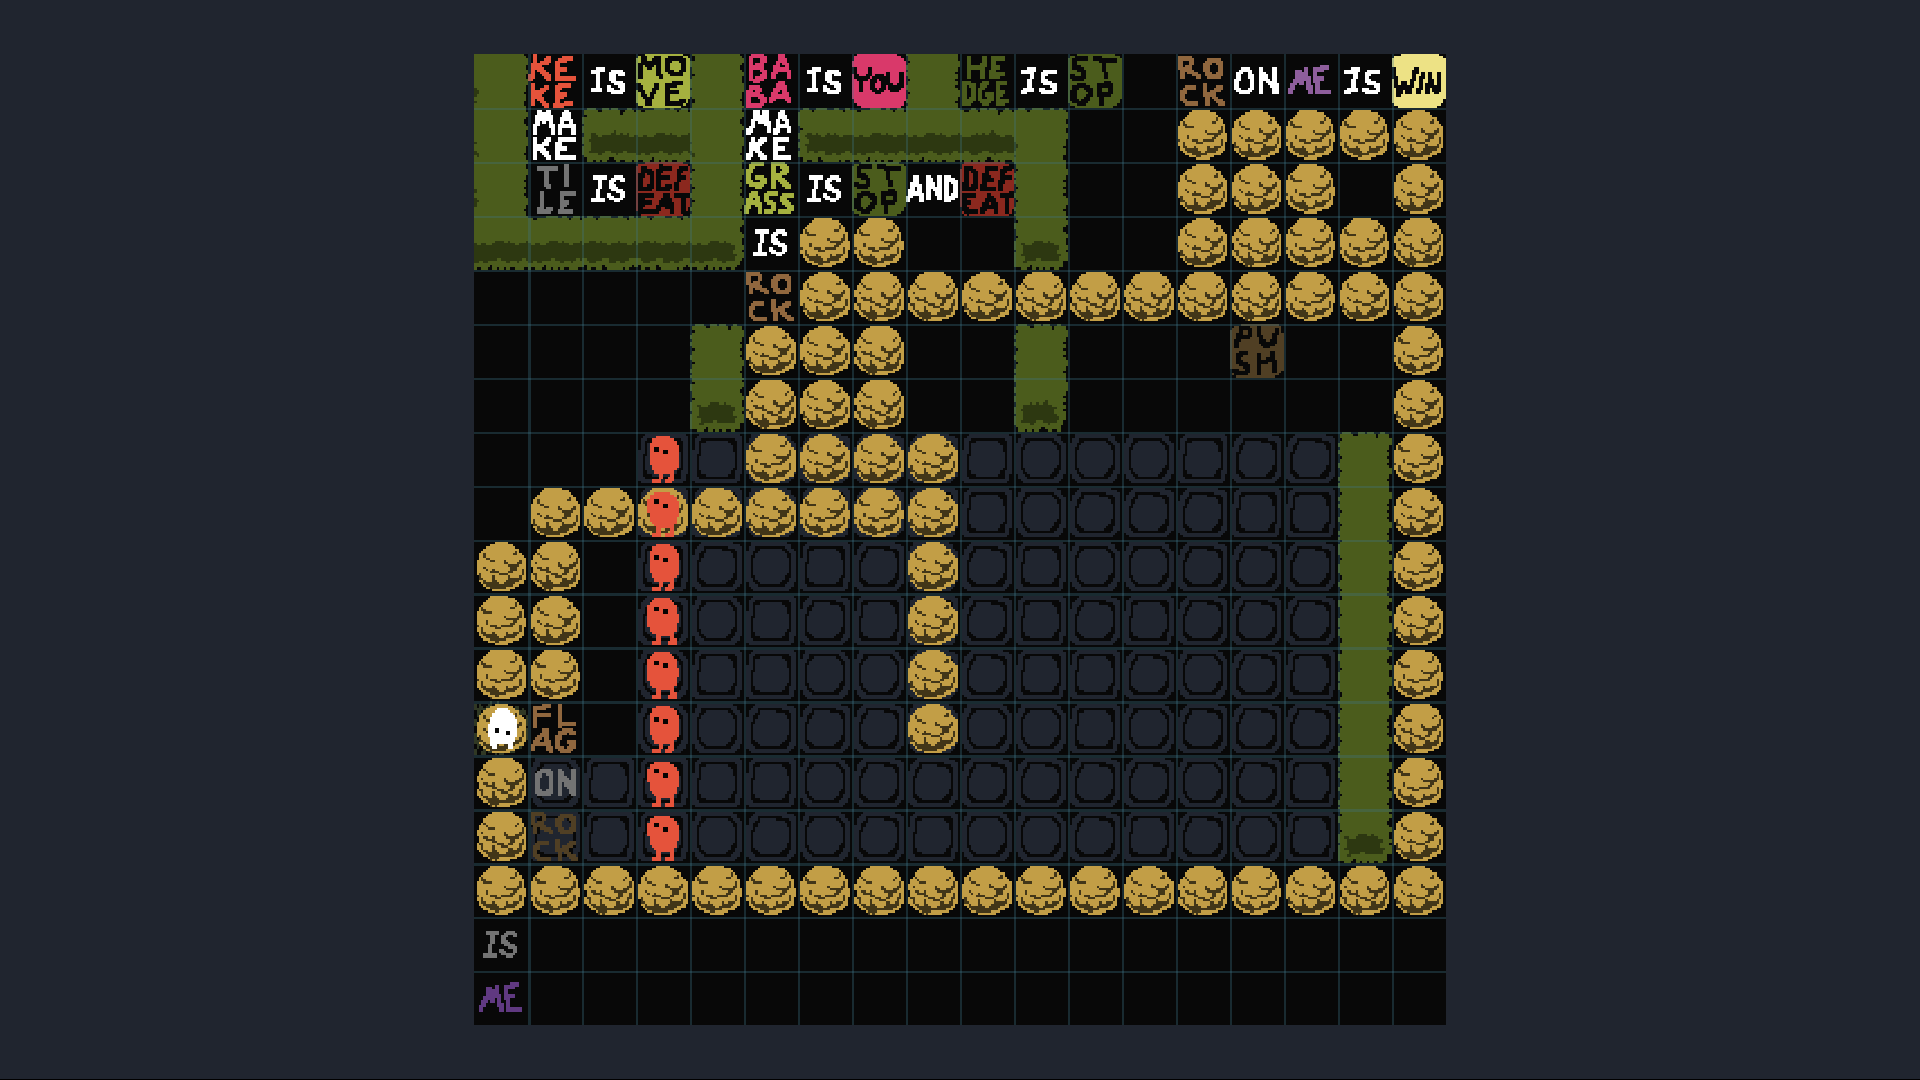 KEKE IS MOVE BABA IS YOU HEDGE IS STOP ROCK ON ME IS WIN
MAKE MAKE
TILE IS DEFEAT GRASS IS STOP AND DEFEAT
IS
ROCK
PUSH
FLAG
ON
ROCK
IS
ME